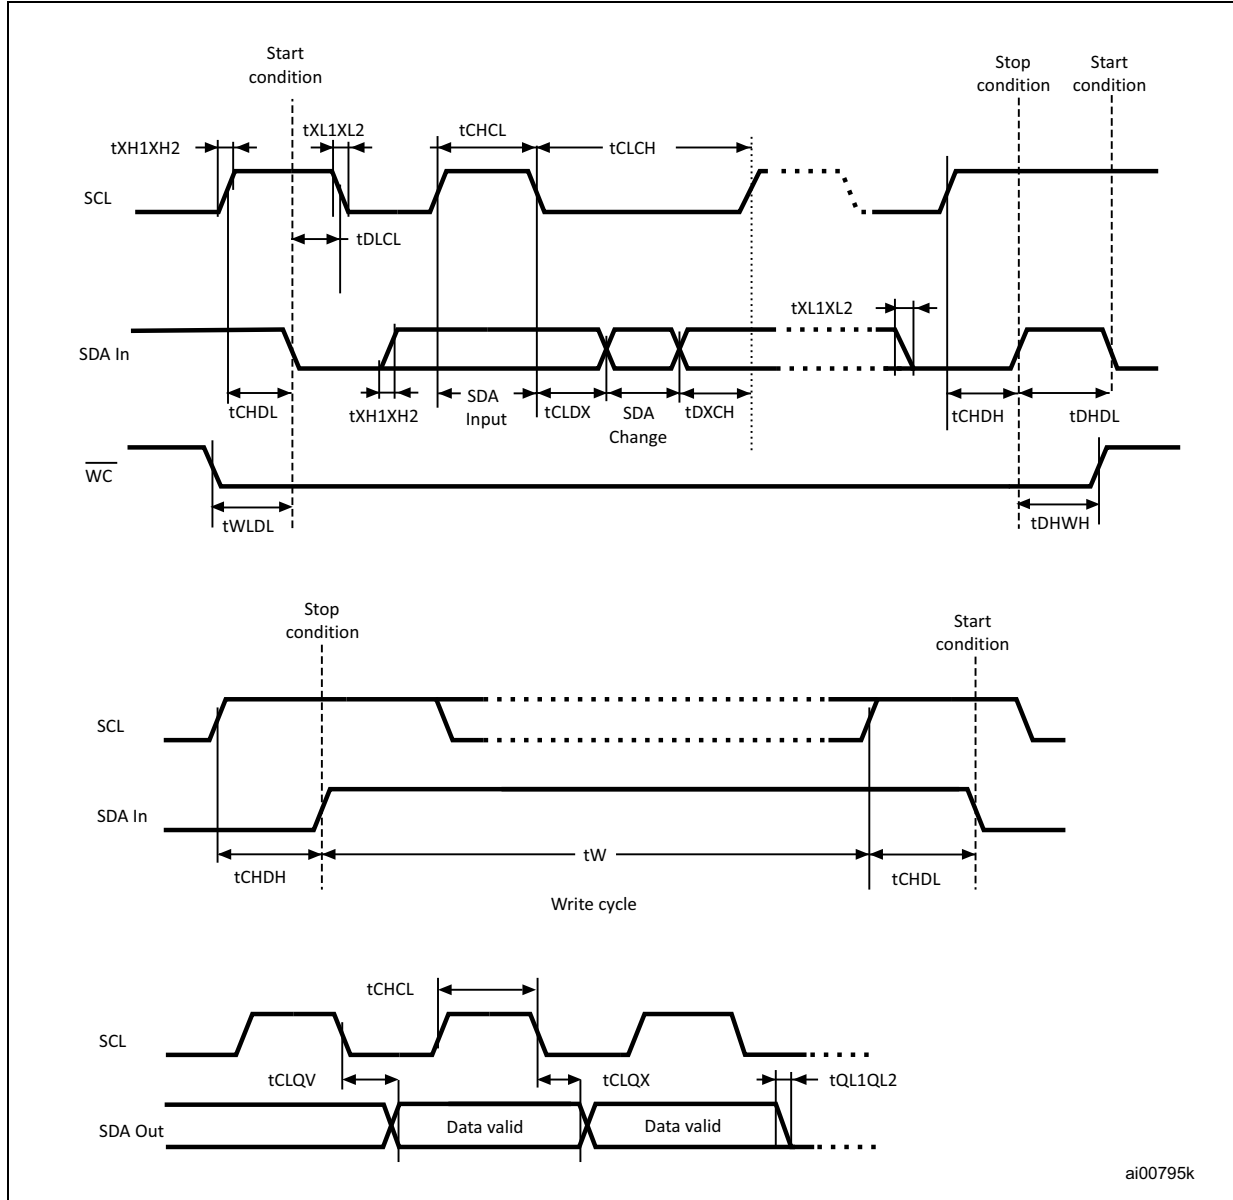 Start
condition
Stop
condition
Start
condition
tXH1XH2
tXL1XL2
tCHCL
tCLCH
SCL
tDLCL
tXL1XL2
SDA In
tCHDL
tXH1XH2
SDA
Input
tCLDX
SDA
Change
tDXCH
tCHDH
tDHDL
WC
tWLDL
tDHWH
Stop
condition
Start
condition
SCL
SDA In
tCHDH
tW
tCHDL
Write cycle
tCHCL
SCL
tCLQV
tCLQX
tQL1QL2
SDA Out
Data valid
Data valid
ai00795k